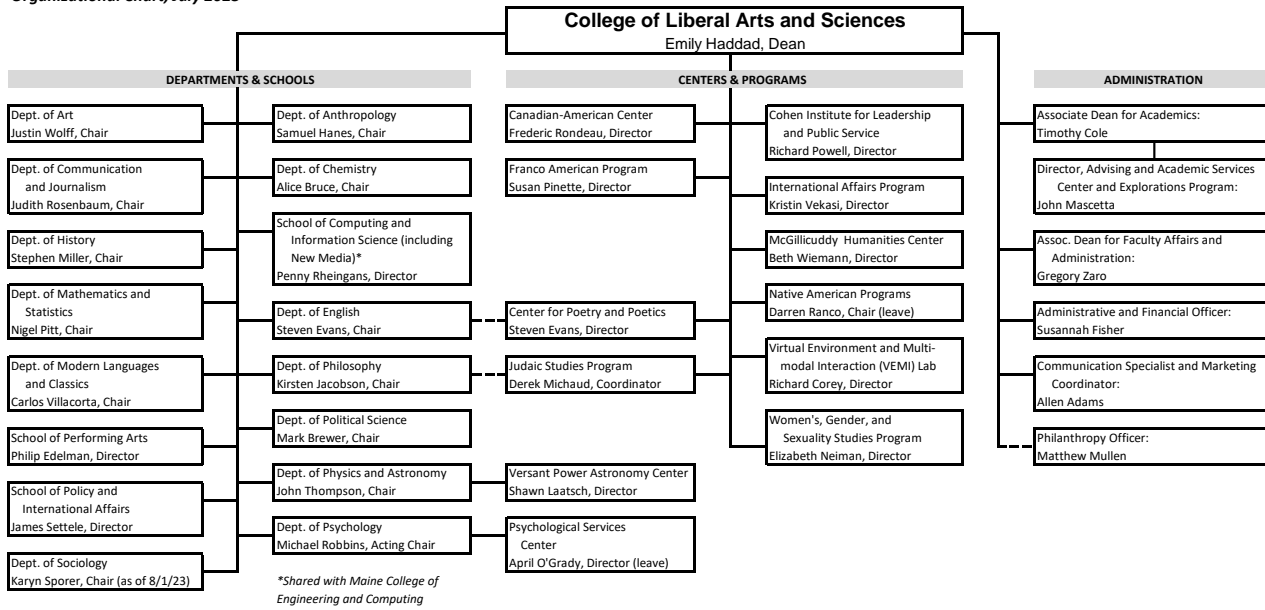 Organizational Chart/July 2023
College of Liberal Arts and Sciences
Emily Haddad, Dean
DEPARTMENTS & SCHOOLS
Dept. of Art
Justin Wolff, Chair
Dept. of Communication
and Journalism
Judith Rosenbaum, Chair
Dept. of History
Stephen Miller, Chair
Dept. of Mathematics and
Statistics
Nigel Pitt, Chair
Dept. of Modern Languages
and Classics
Carlos Villacorta, Chair
School of Performing Arts
Philip Edelman, Director
School of Policy and
International Affairs
James Settele, Director
Dept. of Sociology
Karyn Sporer, Chair (as of 8/1/23)
Dept. of Anthropology
Samuel Hanes, Chair
Dept. of Chemistry
Alice Bruce, Chair
School of Computing and
Information Science (including
New Media)*
Penny Rheingans, Director
Dept. of English
Steven Evans, Chair
Dept. of Philosophy
Kirsten Jacobson, Chair
Dept. of Political Science
Mark Brewer, Chair
Dept. of Physics and Astronomy
John Thompson, Chair
Dept. of Psychology
Michael Robbins, Acting Chair
*Shared with Maine College of
Engineering and Computing
CENTERS & PROGRAMS
Canadian-American Center
Frederic Rondeau, Director
Franco American Program
Susan Pinette, Director
Center for Poetry and Poetics
Steven Evans, Director
Judaic Studies Program
Derek Michaud, Coordinator
Versant Power Astronomy Center
Shawn Laatsch, Director
Psychological Services
Center
April O'Grady, Director (leave)
Cohen Institute for Leadership
and Public Service
Richard Powell, Director
International Affairs Program
Kristin Vekasi, Director
McGillicuddy Humanities Center
Beth Wiemann, Director
Native American Programs
Darren Ranco, Chair (leave)
Virtual Environment and Multi-
modal Interaction (VEMI) Lab
Richard Corey, Director
Women's, Gender, and
Sexuality Studies Program
Elizabeth Neiman, Director
ADMINISTRATION
Associate Dean for Academics:
Timothy Cole
Director, Advising and Academic Services
Center and Explorations Program:
John Mascetta
Assoc. Dean for Faculty Affairs and
Administration:
Gregory Zaro
Administrative and Financial Officer:
Susannah Fisher
Communication Specialist and Marketing
Coordinator:
Allen Adams
Philanthropy Officer:
Matthew Mullen